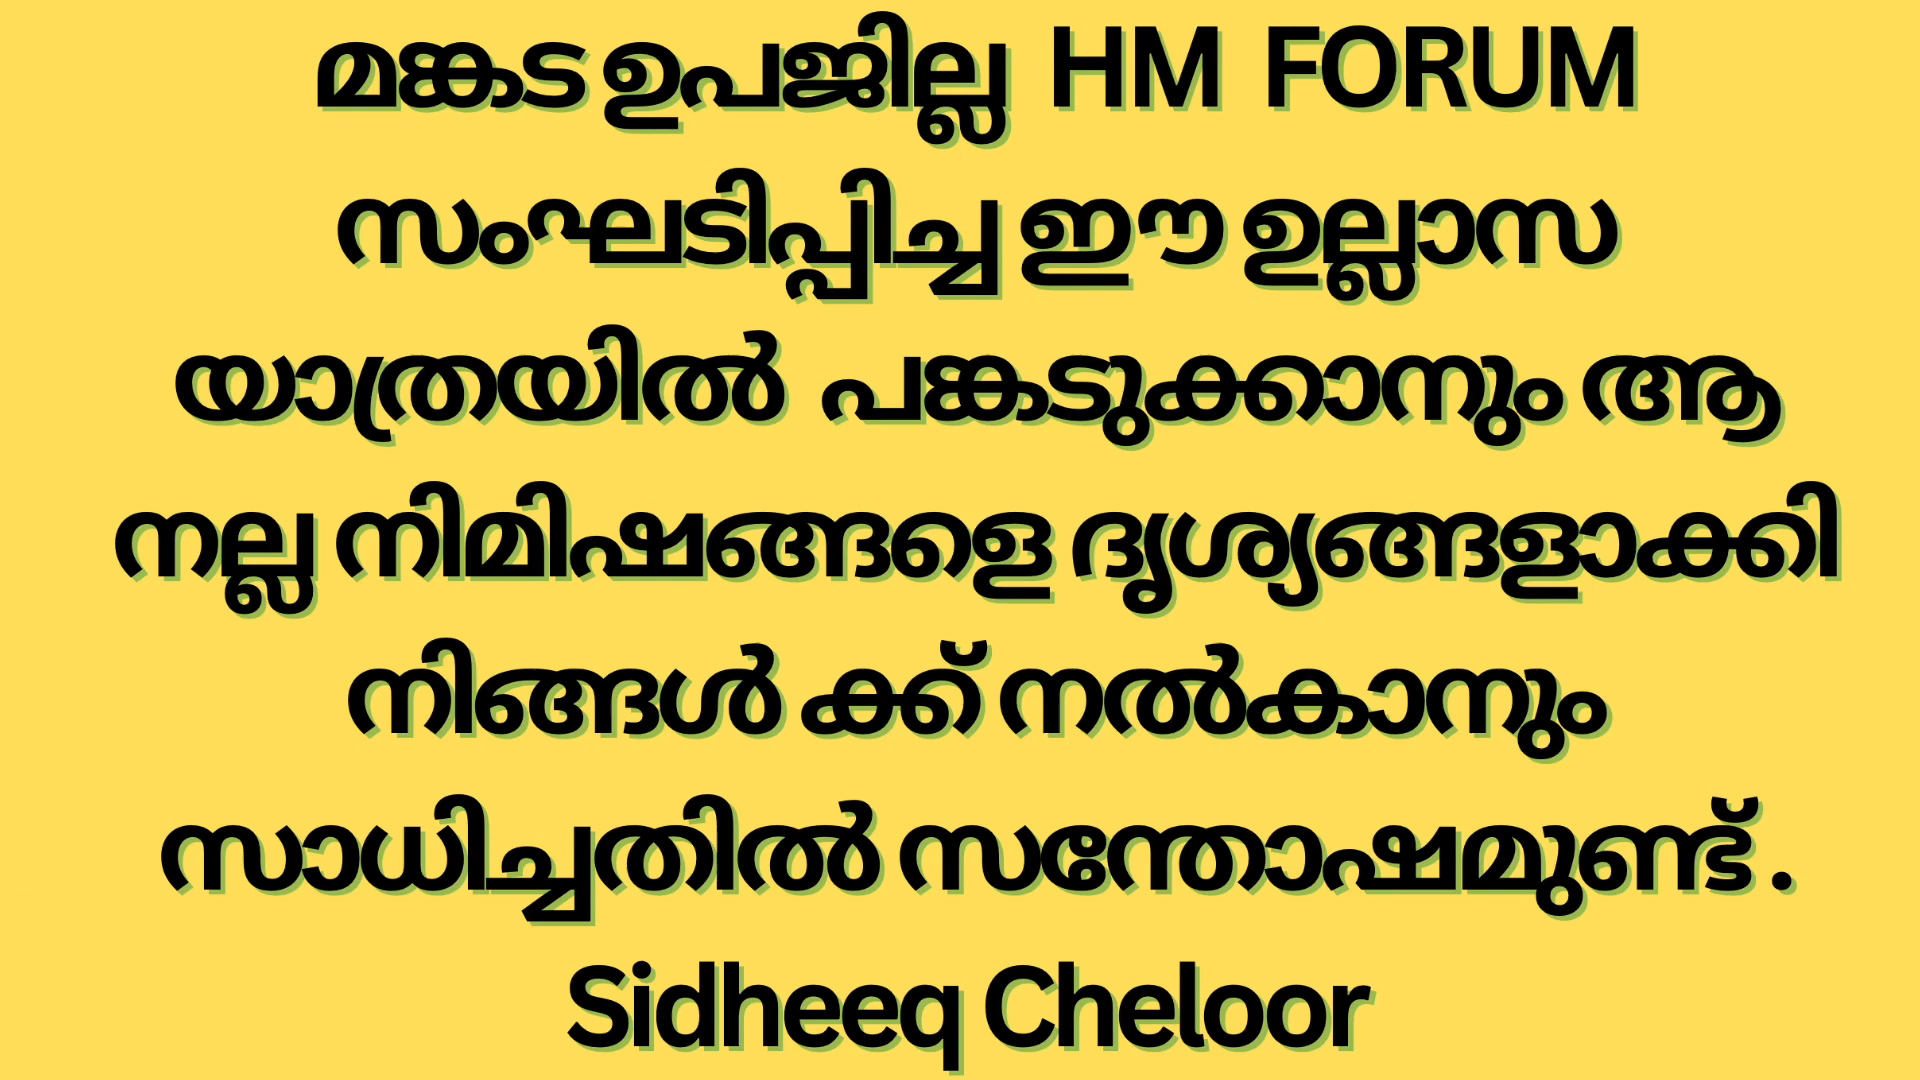 മങ്കട ഉപജില്ല HM FORUM
സംഘടിപ്പിച്ച ഈ ഉല്ലാസ
യാത്രയിൽ പങ്കടുക്കാനും ആ
നല്ല നിമിഷങ്ങളെ ദൃശ്യങ്ങളാക്കി
നിങ്ങൾ ക്ക് നൽകാനും
സാധിച്ചതിൽ സന്തോഷമുണ്ട് .
Sidheeq Cheloor